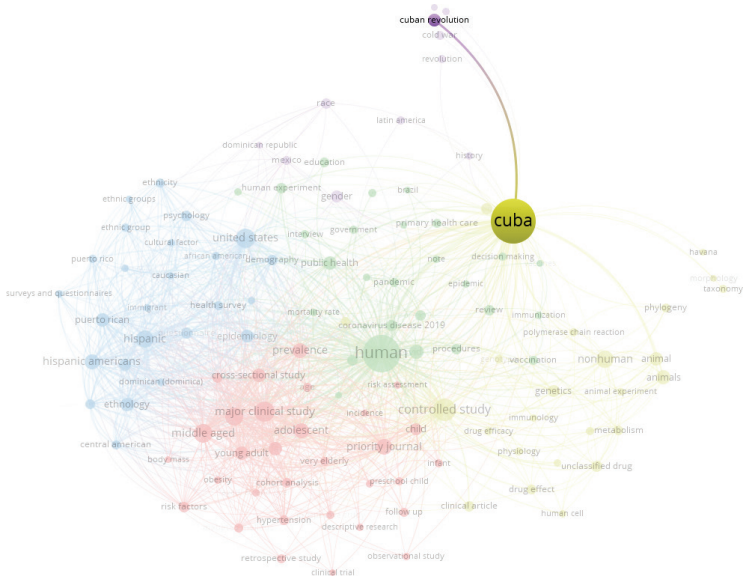 cuban revolution
cold war
revolution
race
latin america
dominican republic
history
mexico
education
ethnicity
human experiment
brazil
gender
ethnic groups
psychology
cuba
primary health care
ethnic group
government
interview
united states
cultural factor
african american
decision making
havana
puerto rico
demography
note
public health
causasian
pandemic
epidemic
morphology
taxonomy
surveys and questionnaires
immigrant
health survey
mortality rate
review
immunization
phylogeny
puerto rican
coronavirus disease 2019
polymerase chain reaction
hispanic
epidemiology
prevalence
human
procedures
hispanic americans
vaccination
nonhuman
animal
cross-sectional study
animals
dominican (dominica)
risk assessment
genetics
animal experiment
ethnology
major clinical study
incidence
controlled study
immunology
middle aged
adolescent
child
drug efficacy
metabolism
central american
priority journal
young adult
physiology
body mass
very elderly
infant
unclassified drug
obesity
cohort analysis
preschool child
drug effect
risk factors
clinical article
follow up
human cell
hypertension
descriptive research
retrospective study
observational study
clinical trial